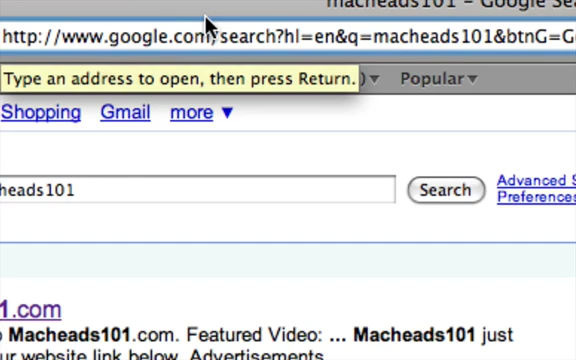 macheads101 – Google Sea
http://www.google.com/search?hl=en&q=macheads101&btnG=G
Type an address to open, then press Return.
) ▾ Popular ▾
Shopping Gmail more ▼
heads101 Search Advanced S
Preferences
1.com
Macheads101.com. Featured Video: ... Macheads101 just
ur website link below. Advertisements